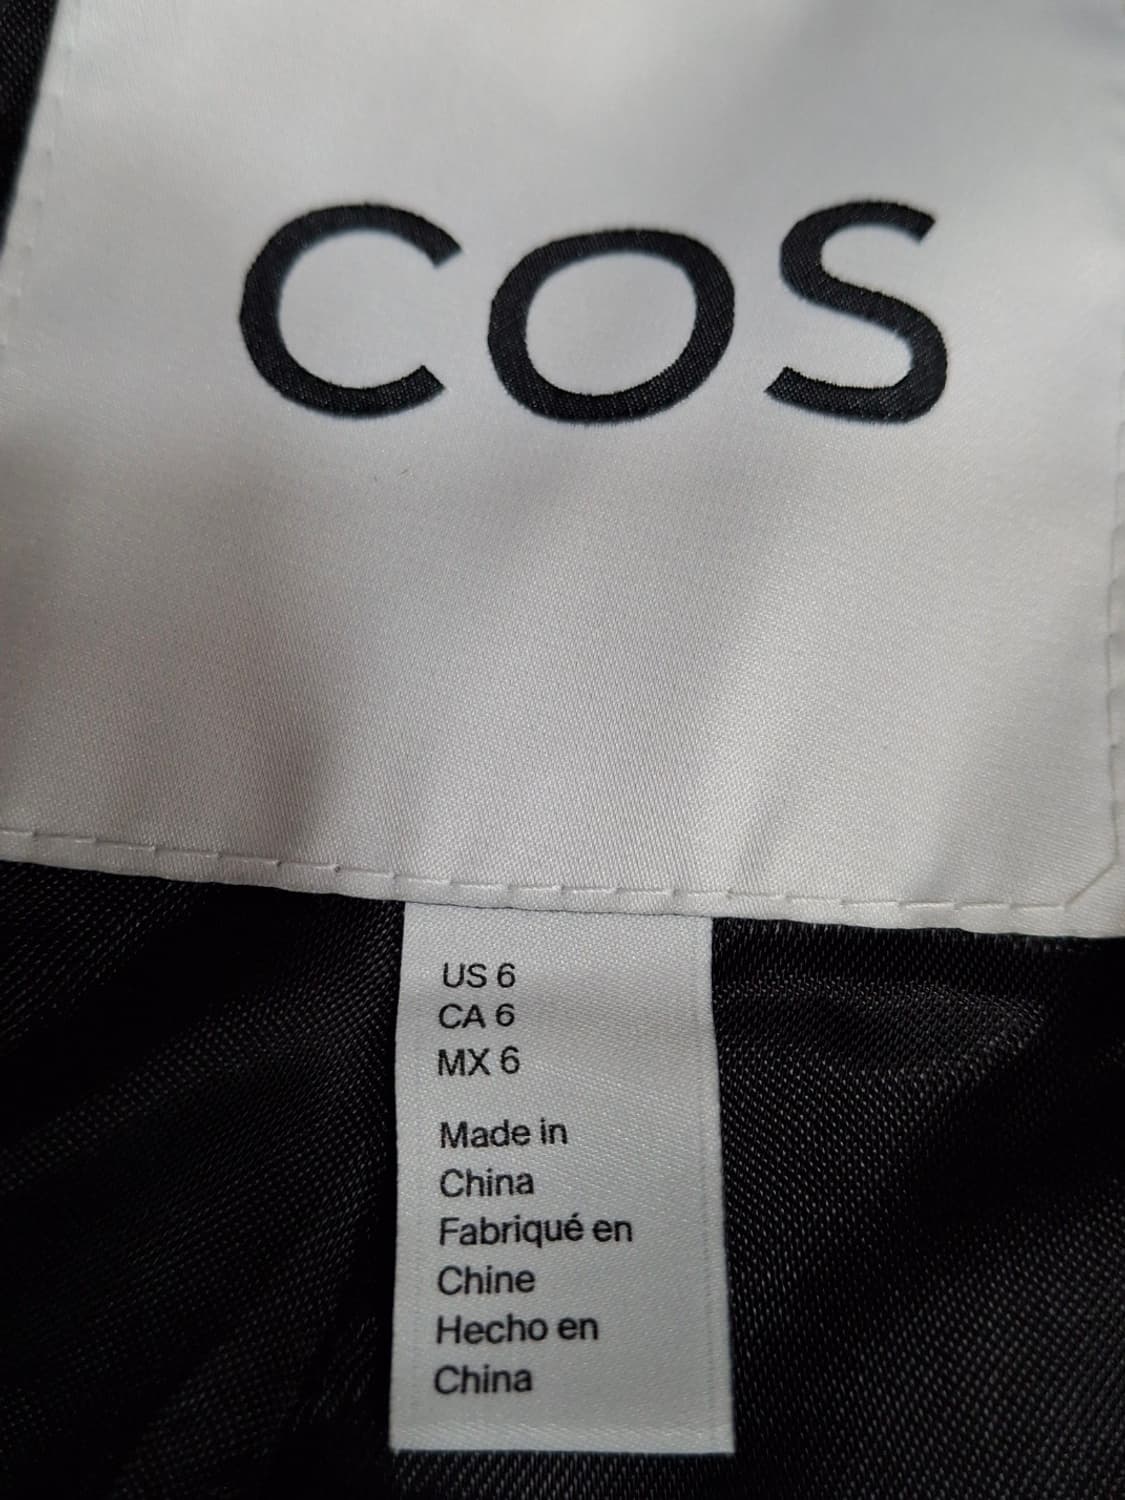 COS
US 6
CA 6
MX 6
Made in
China
Fabriqué en
Chine
Hecho en
China